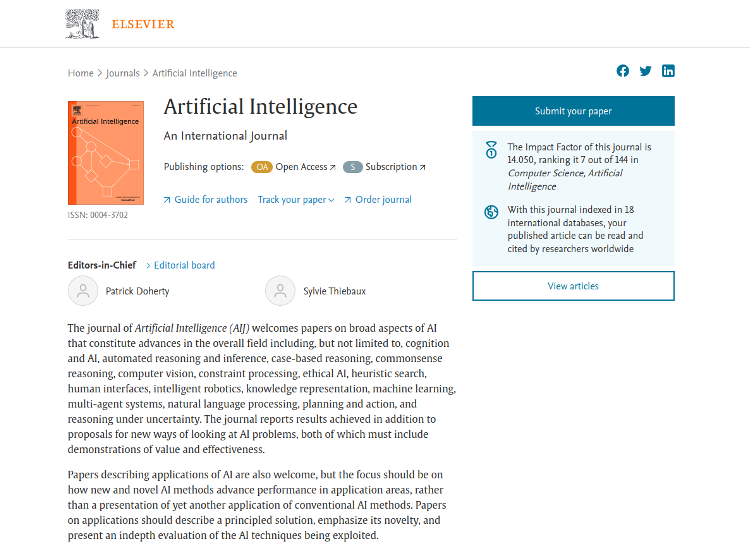 ELSEVIER
Home > Journals > Artificial Intelligence
Artificial Intelligence
Artificial Intelligence
An International Journal
Publishing options: OA Open Access S Subscription
Guide for authors Track your paper Order journal
ISSN: 0004-3702
Editors-in-Chief > Editorial board
Patrick Doherty
Sylvie Thiebaux
The journal of Artificial Intelligence (AIJ) welcomes papers on broad aspects of AI
that constitute advances in the overall field including, but not limited to, cognition
and AI, automated reasoning and inference, case-based reasoning, commonsense
reasoning, computer vision, constraint processing, ethical AI, heuristic search,
human interfaces, intelligent robotics, knowledge representation, machine learning,
multi-agent systems, natural language processing, planning and action, and
reasoning under uncertainty. The journal reports results achieved in addition to
proposals for new ways of looking at AI problems, both of which must include
demonstrations of value and effectiveness.
Papers describing applications of AI are also welcome, but the focus should be on
how new and novel AI methods advance performance in application areas, rather
than a presentation of yet another application of conventional AI methods. Papers
on applications should describe a principled solution, emphasize its novelty, and
present an indepth evaluation of the AI techniques being exploited.
Submit your paper
The Impact Factor of this journal is
14.050, ranking it 7 out of 144 in
Computer Science, Artificial
Intelligence
With this journal indexed in 18
international databases, your
published article can be read and
cited by researchers worldwide
View articles